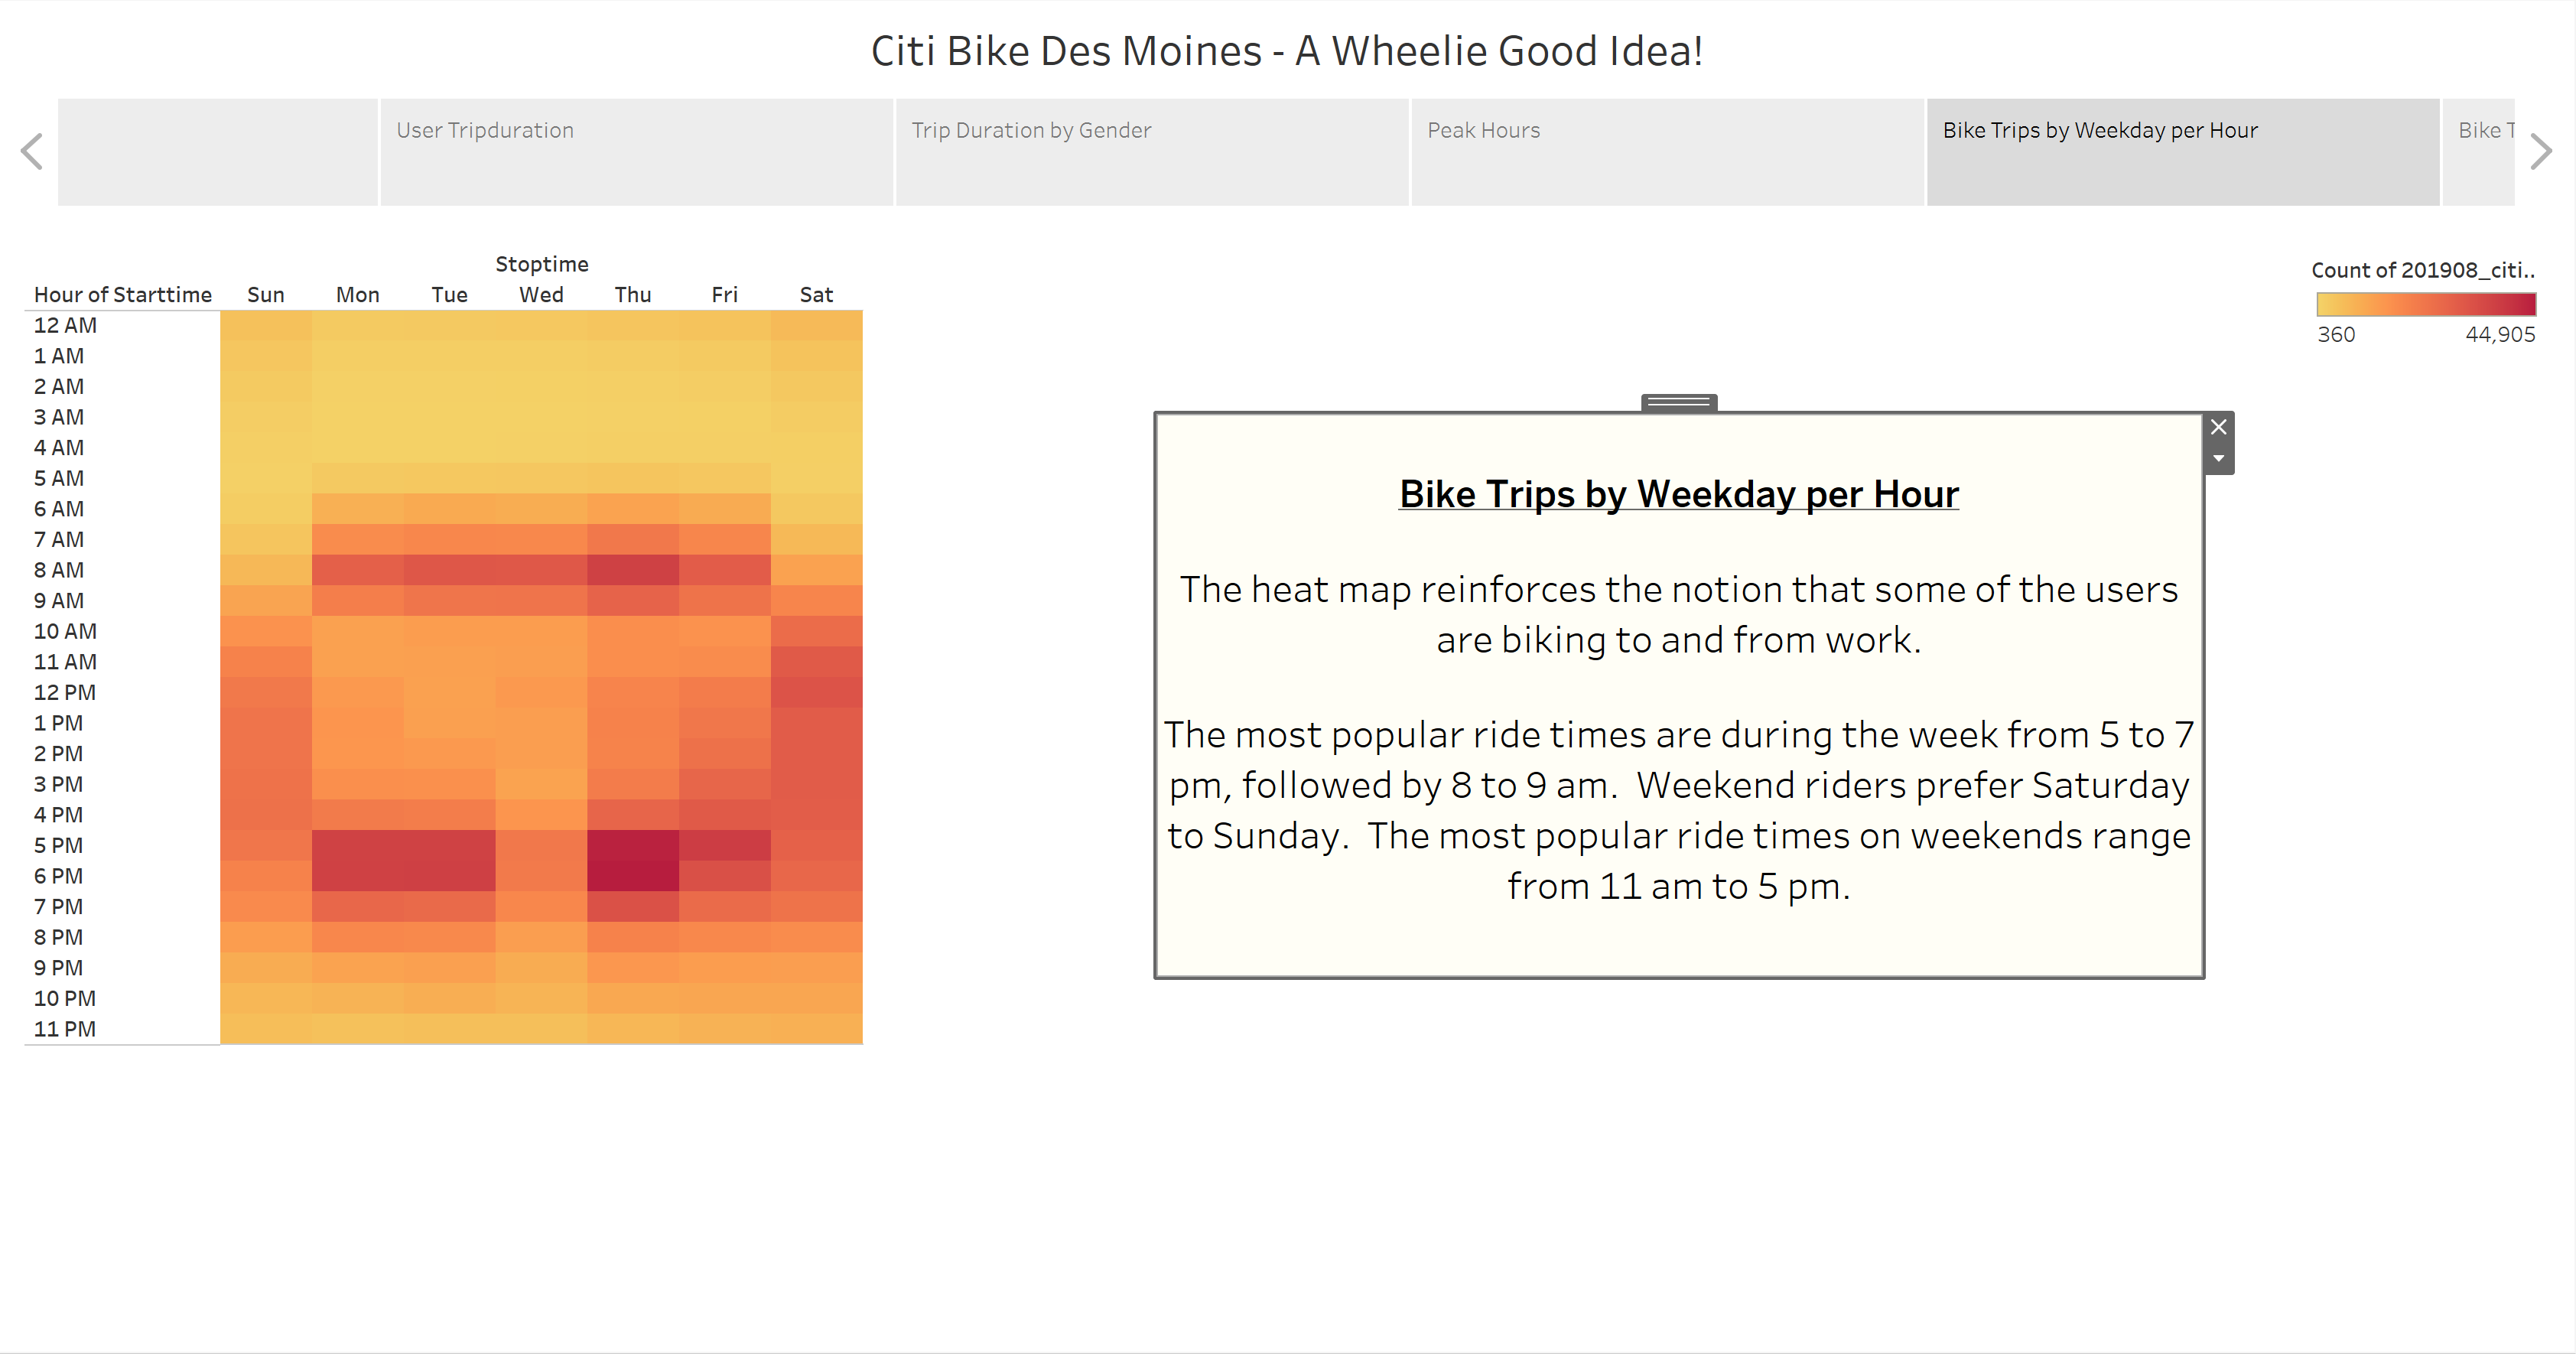 Citi Bike Des Moines - A Wheelie Good Idea!
User Tripduration
Trip Duration by Gender
Peak Hours
Bike Trips by Weekday per Hour
Bike T
Stoptime
Hour of Starttime Sun Mon Tue Wed Thu Fri Sat
12 AM
1 AM
2 AM
3 AM
4 AM
5 AM
6 AM
7 AM
8 AM
9 AM
10 AM
11 AM
12 PM
1 PM
2 PM
3 PM
4 PM
5 PM
6 PM
7 PM
8 PM
9 PM
10 PM
11 PM
Count of 201908_citi..
360 44,905
Bike Trips by Weekday per Hour
The heat map reinforces the notion that some of the users
are biking to and from work.
The most popular ride times are during the week from 5 to 7
pm, followed by 8 to 9 am.  Weekend riders prefer Saturday
to Sunday.  The most popular ride times on weekends range
from 11 am to 5 pm.